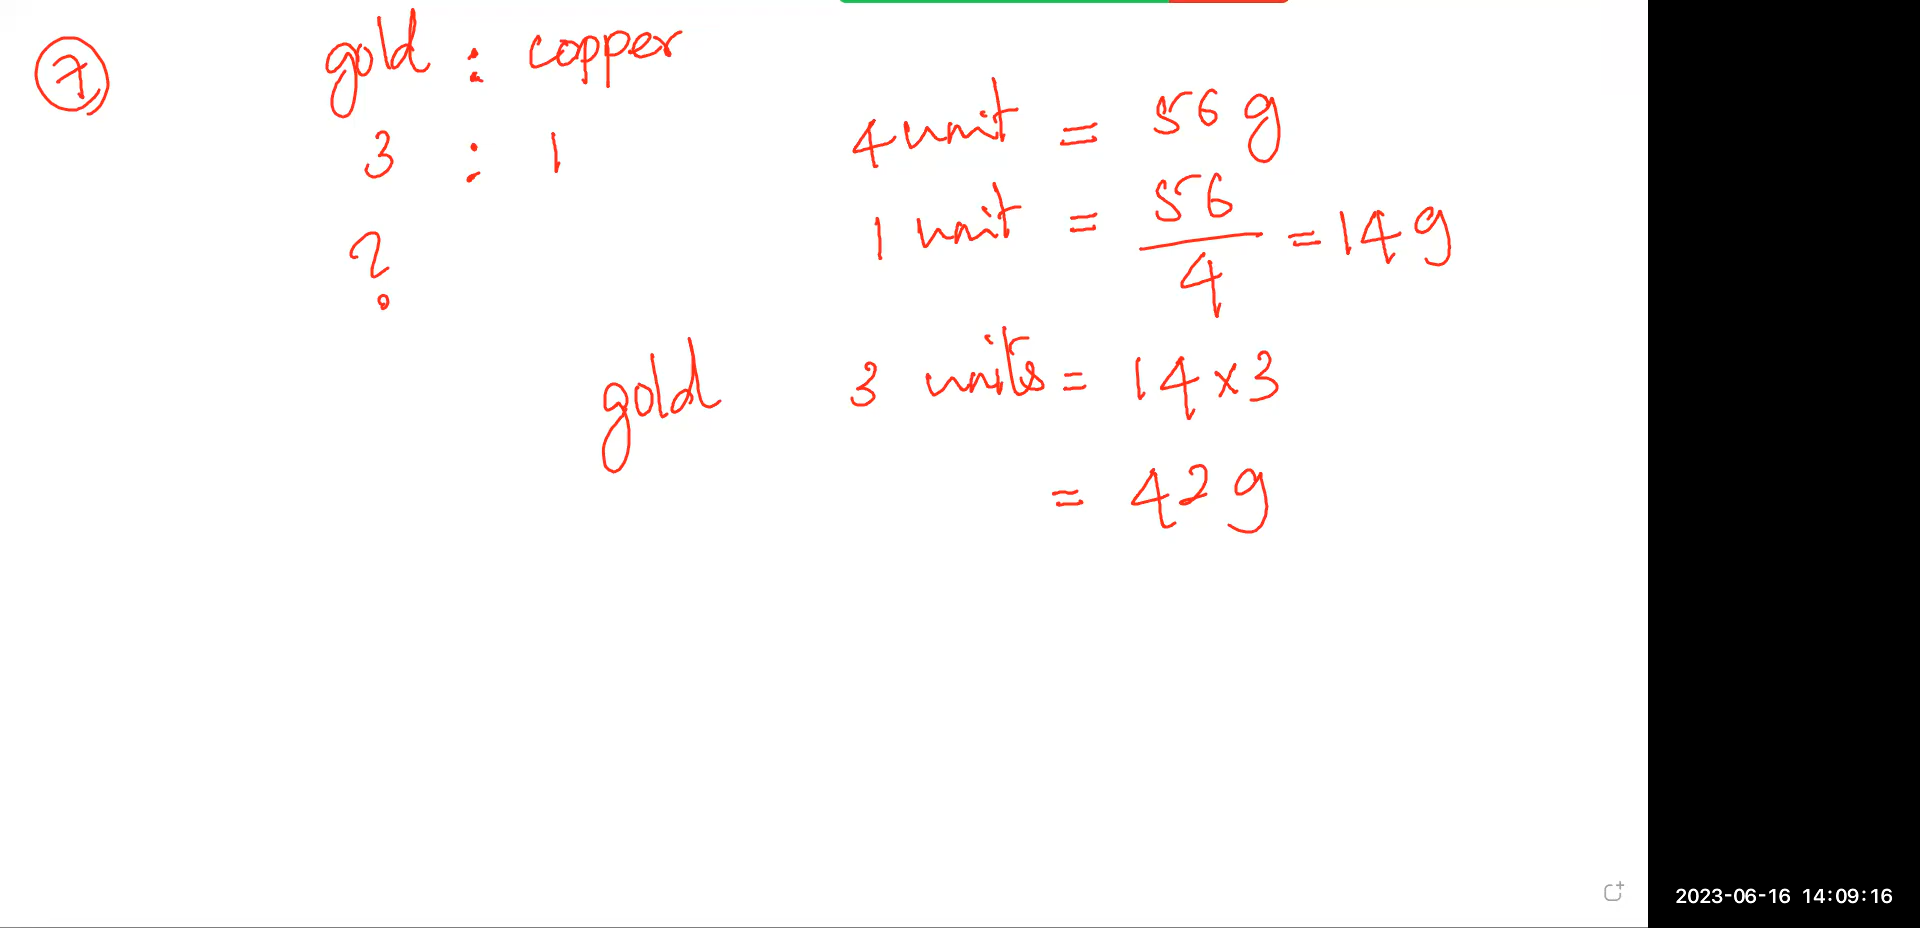 7
gold : copper
3 : 1
?
4 unit = 56 g
1 unit = 56/4 = 14 g
gold 3 units = 14 × 3
= 42 g
2023-06-16 14:09:16